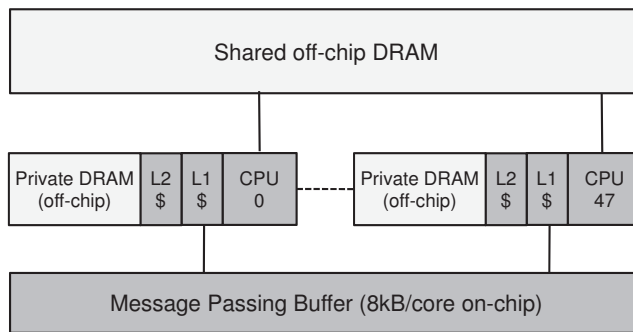 Shared off-chip DRAM
Private DRAM (off-chip)
L2 $
L1 $
CPU 0
Private DRAM (off-chip)
L2 $
L1 $
CPU 47
Message Passing Buffer (8kB/core on-chip)